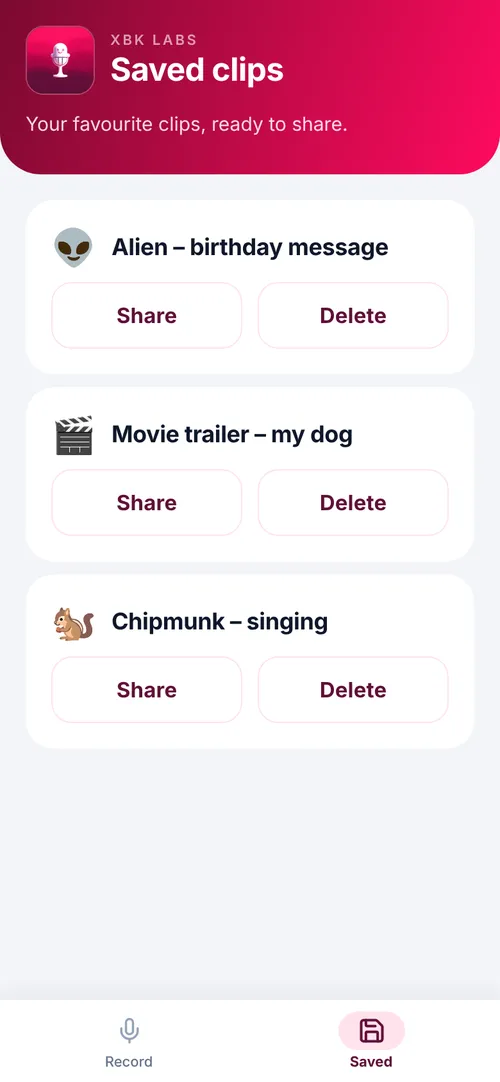 XBK LABS
Saved clips
Your favourite clips, ready to share.
Alien – birthday message
Share
Delete
Movie trailer – my dog
Share
Delete
Chipmunk – singing
Share
Delete
Record
Saved